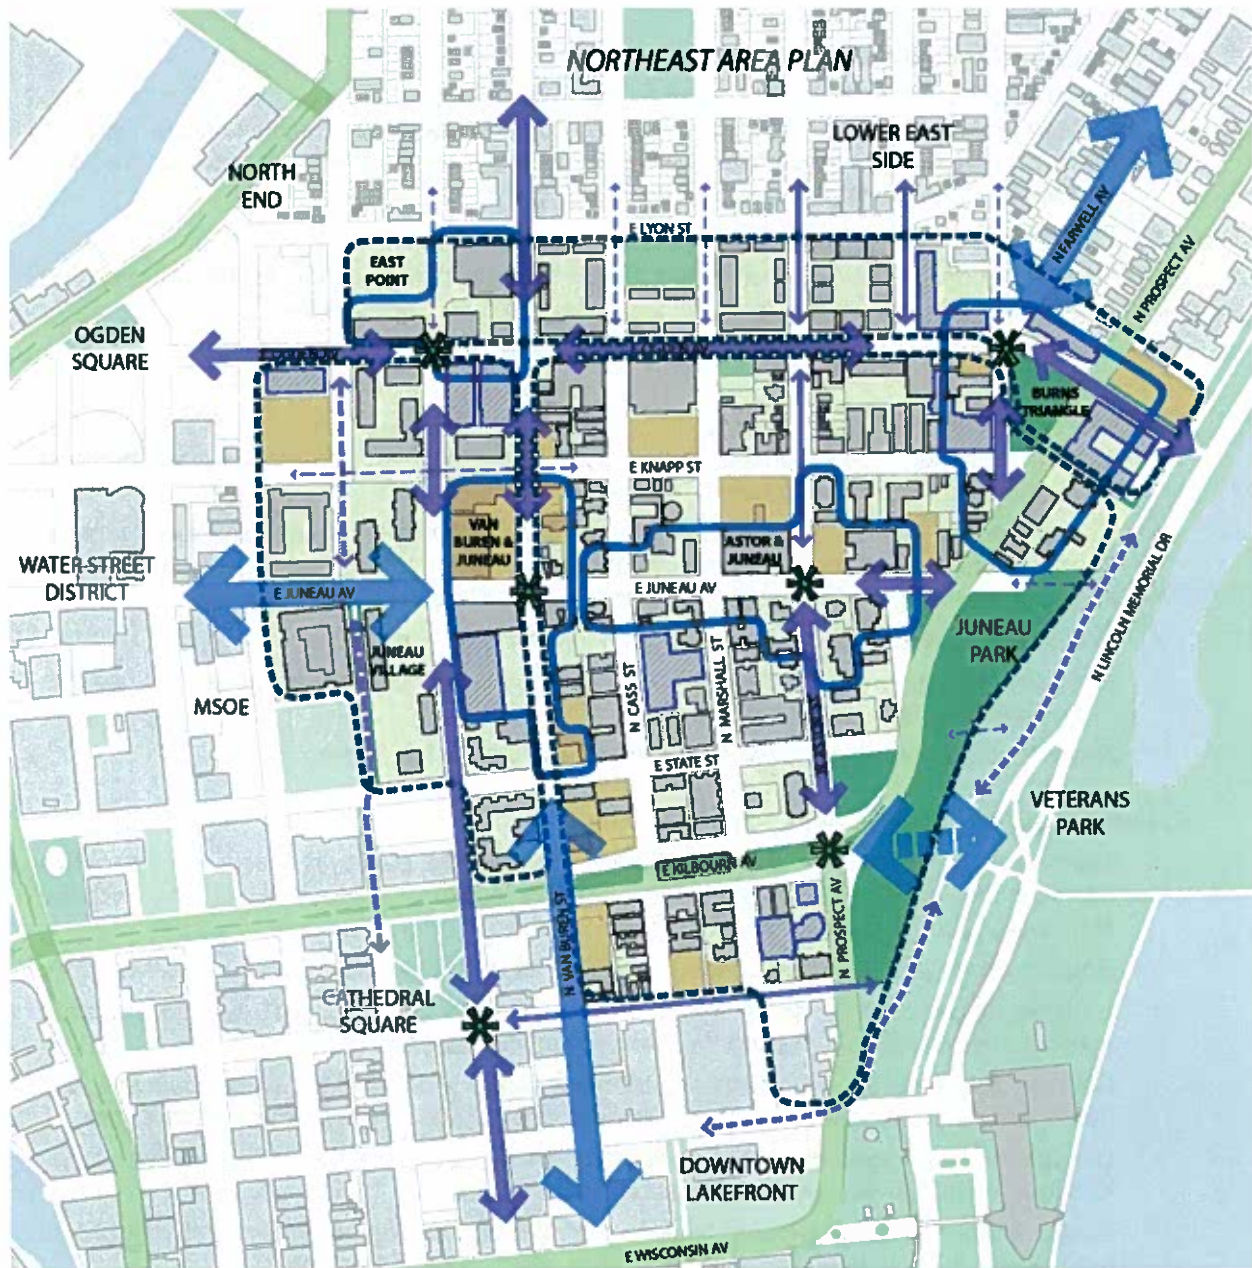 NORTHEAST AREA PLAN
LOWER EAST
SIDE
NORTH
END
N FARWELL AV
E LYON ST
EAST
POINT
N PROSPECT AV
OGDEN
SQUARE
BURNS
TRIANGLE
E KNAPP ST
VAN
BUREN &
JUNEAU
ASTOR &
JUNEAU
WATER STREET
DISTRICT
E JUNEAU AV
E JUNEAU AV
JUNEAU
PARK
N LINCOLN MEMORIAL DR
JUNEAU
VILLAGE
N CASS ST
N MARSHALL ST
MSOE
E STATE ST
VETERANS
PARK
E KILBOURN AV
N VAN BUREN ST
N PROSPECT AV
CATHEDRAL
SQUARE
DOWNTOWN
LAKEFRONT
E WISCONSIN AV